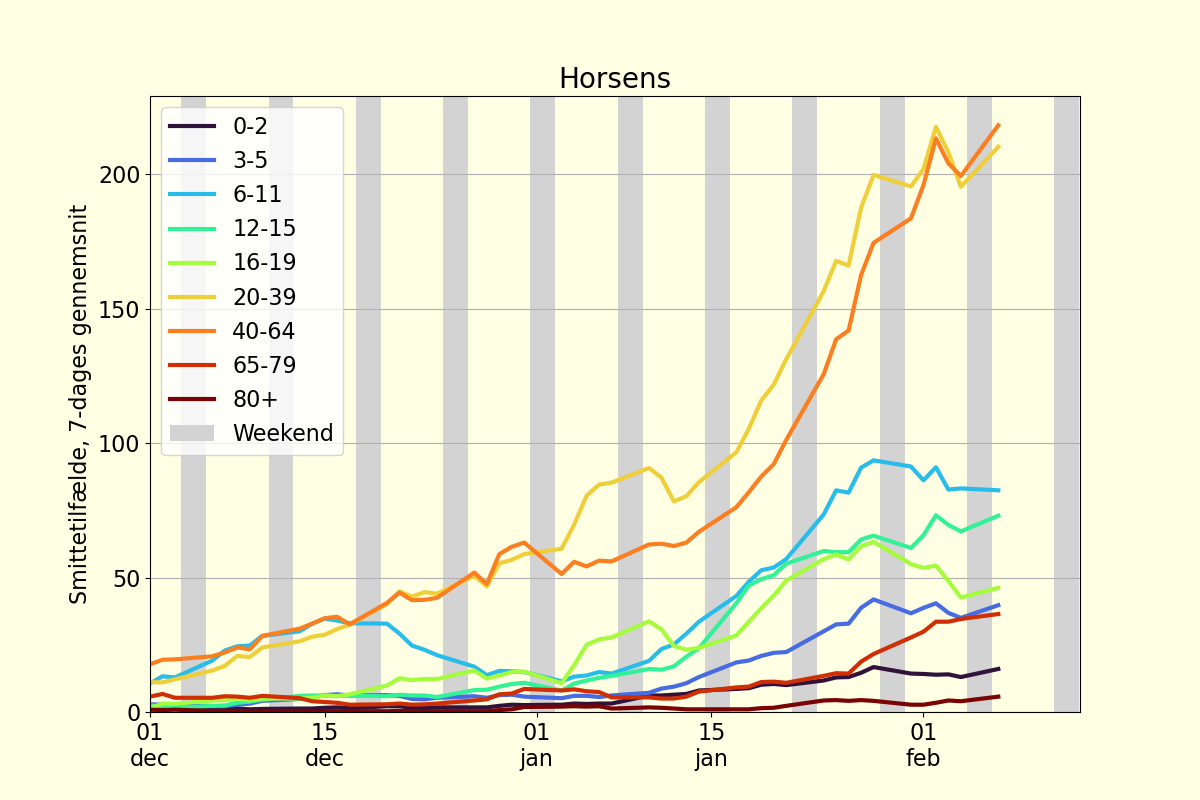 Horsens
Smittetilfælde, 7-dages gennemsnit
200
150
100
50
0
0-2
3-5
6-11
12-15
16-19
20-39
40-64
65-79
80+
Weekend
01
dec
15
dec
01
jan
15
jan
01
feb